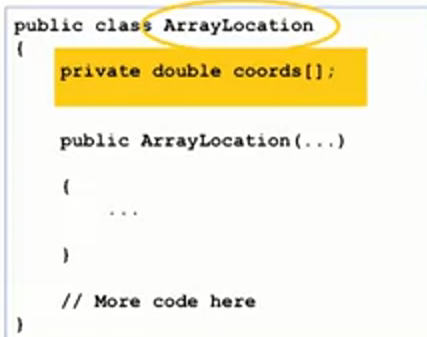 public class ArrayLocation
{
private double coords[];
public ArrayLocation(...)
{
...
}
// More code here
}